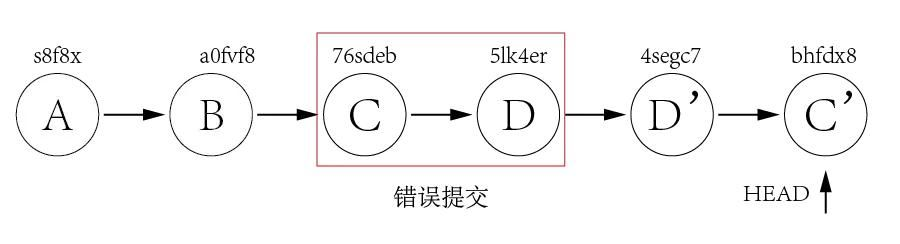 s8f8x a0fvf8 76sdeb 5lk4er 4segc7 bhfdx8
A B C D D’ C’
错误提交
HEAD